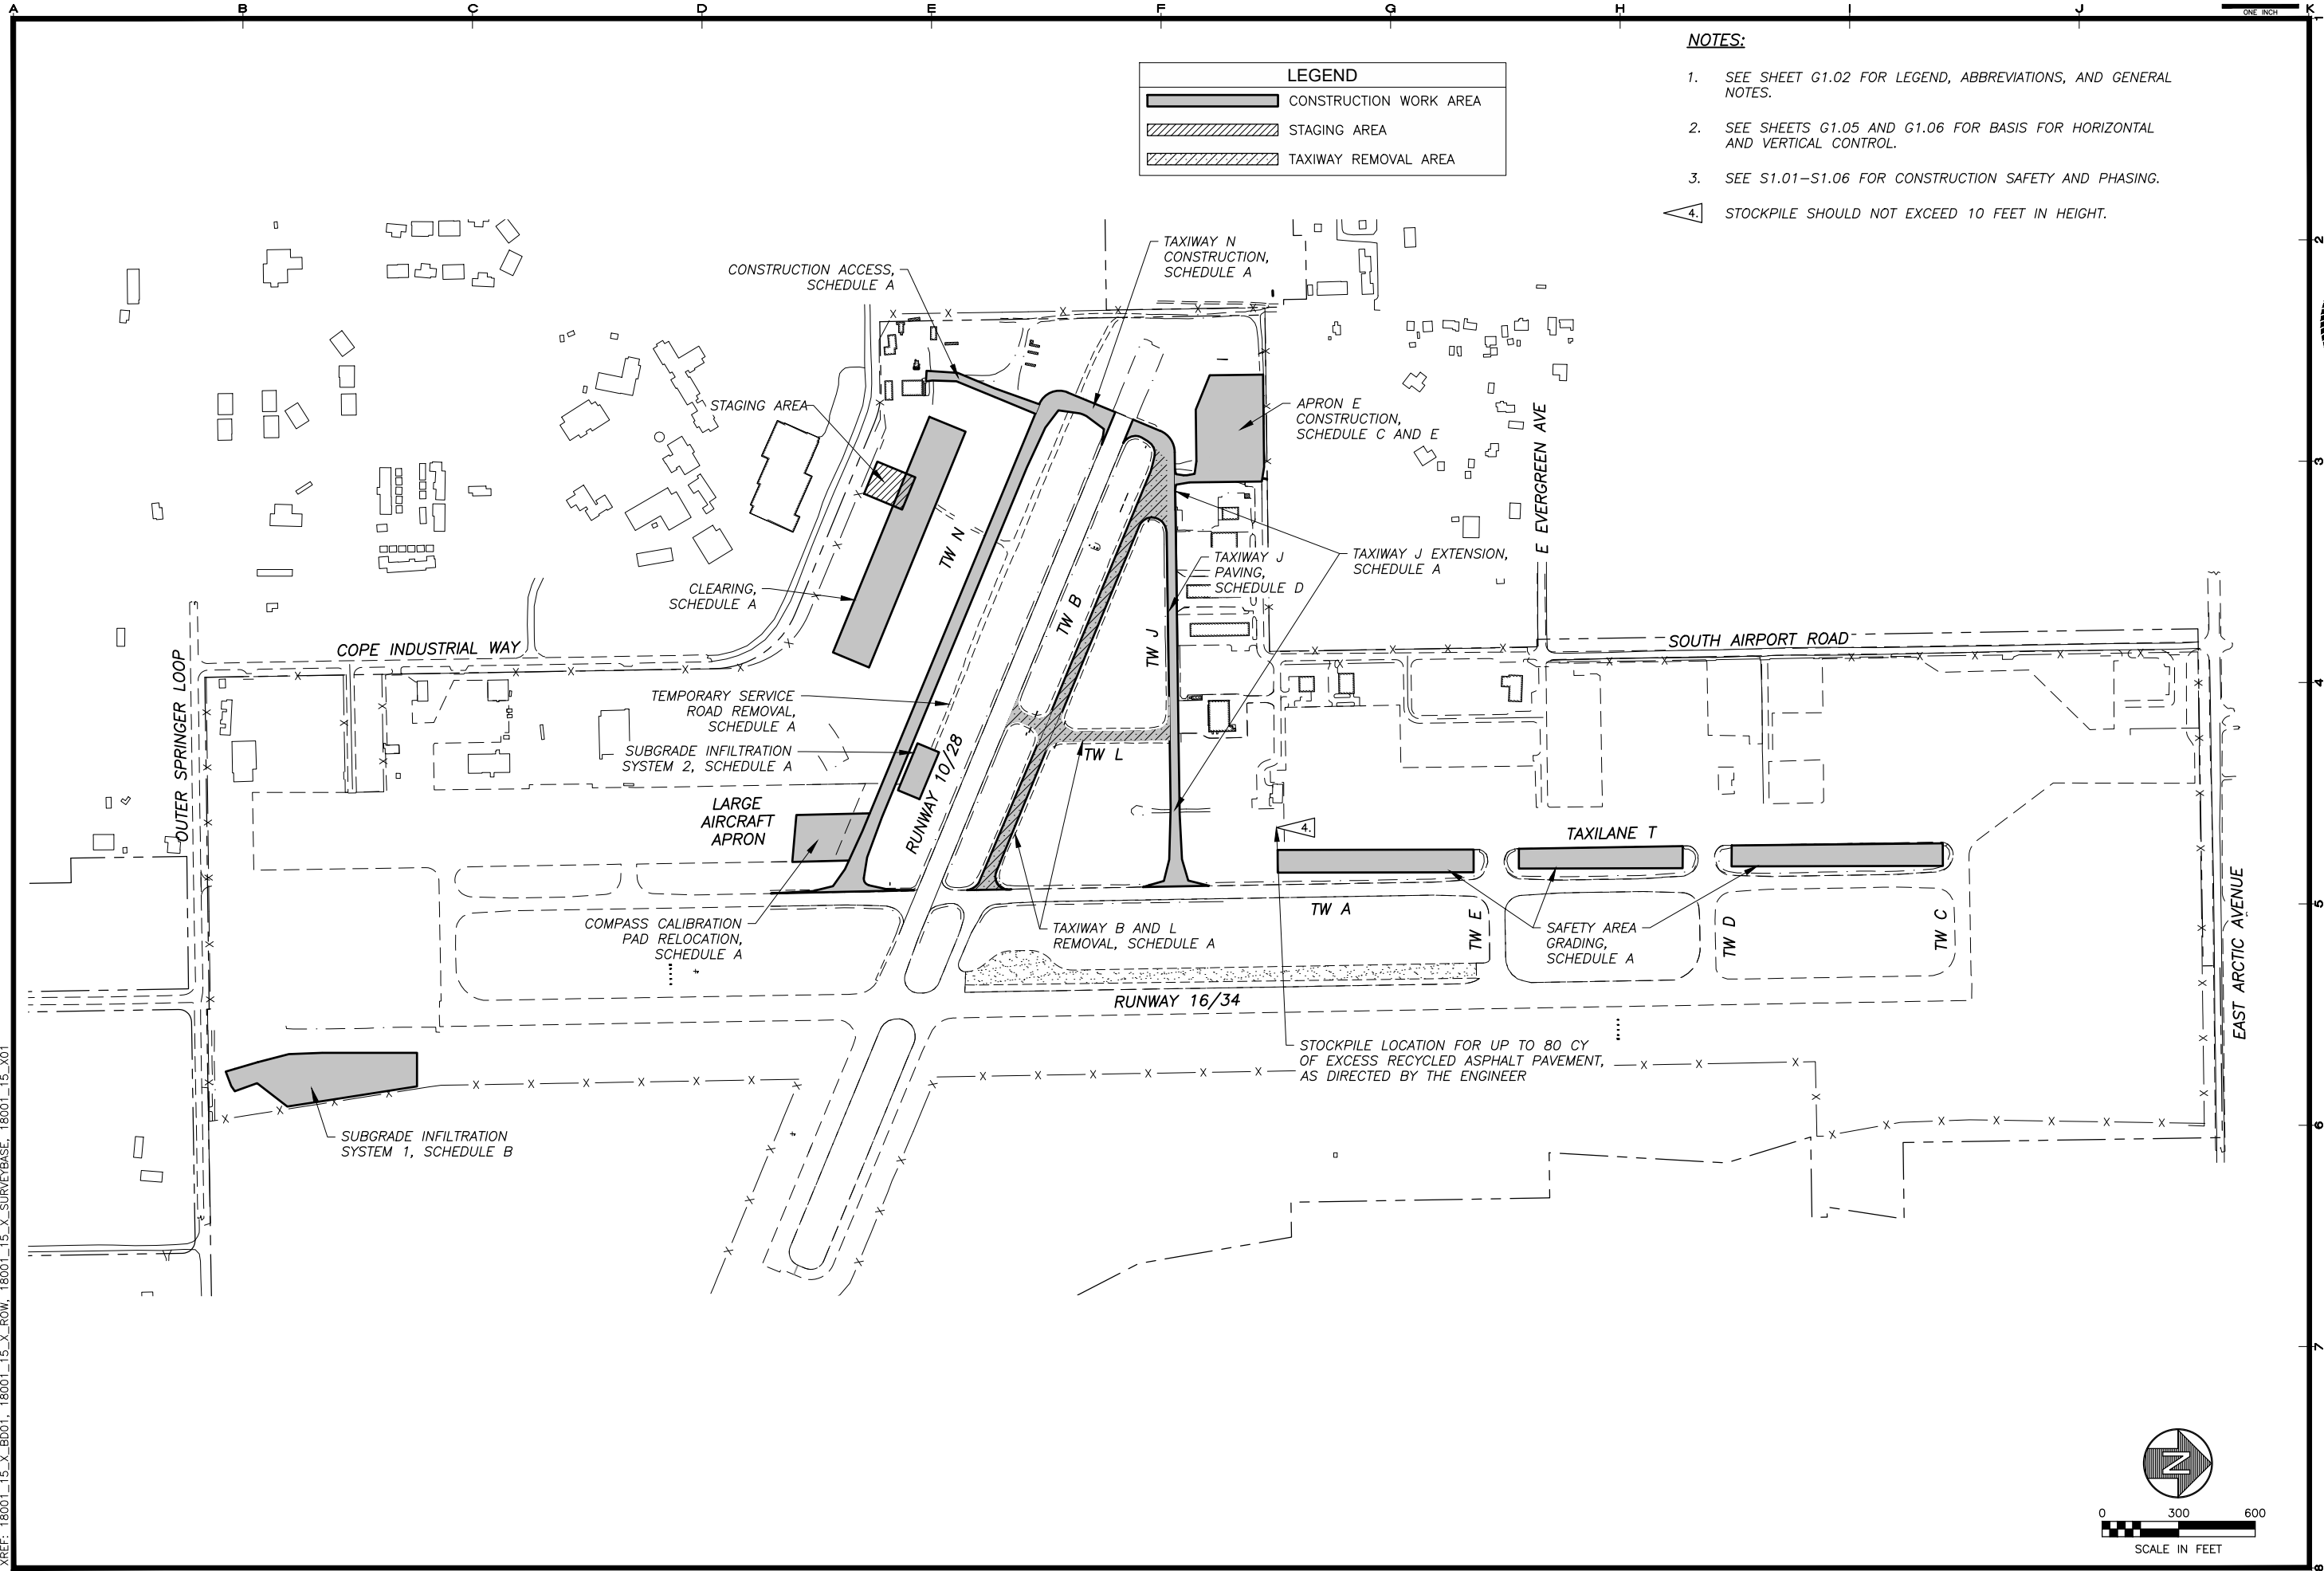 A B C D E F G H I J K
ONE INCH
1
2
3
4
5
6
7
8
NOTES:
1. SEE SHEET G1.02 FOR LEGEND, ABBREVIATIONS, AND GENERAL
NOTES.
2. SEE SHEETS G1.05 AND G1.06 FOR BASIS FOR HORIZONTAL
AND VERTICAL CONTROL.
3. SEE S1.01–S1.06 FOR CONSTRUCTION SAFETY AND PHASING.
4. STOCKPILE SHOULD NOT EXCEED 10 FEET IN HEIGHT.
LEGEND
CONSTRUCTION WORK AREA
STAGING AREA
TAXIWAY REMOVAL AREA
TAXIWAY N
CONSTRUCTION,
SCHEDULE A
CONSTRUCTION ACCESS,
SCHEDULE A
STAGING AREA
APRON E
CONSTRUCTION,
SCHEDULE C AND E
E EVERGREEN AVE
TW N
TAXIWAY J
PAVING,
SCHEDULE D
TAXIWAY J EXTENSION,
SCHEDULE A
CLEARING,
SCHEDULE A
TW B
TW J
COPE INDUSTRIAL WAY
SOUTH AIRPORT ROAD
OUTER SPRINGER LOOP
TEMPORARY SERVICE
ROAD REMOVAL,
SCHEDULE A
SUBGRADE INFILTRATION
SYSTEM 2, SCHEDULE A
TW L
RUNWAY 10/28
LARGE
AIRCRAFT
APRON
4.
TAXILANE T
COMPASS CALIBRATION
PAD RELOCATION,
SCHEDULE A
TAXIWAY B AND L
REMOVAL, SCHEDULE A
TW A
TW E
SAFETY AREA
GRADING,
SCHEDULE A
TW D
TW C
EAST ARCTIC AVENUE
RUNWAY 16/34
STOCKPILE LOCATION FOR UP TO 80 CY
OF EXCESS RECYCLED ASPHALT PAVEMENT,
AS DIRECTED BY THE ENGINEER
SUBGRADE INFILTRATION
SYSTEM 1, SCHEDULE B
XREF: 18001_15_X_BD01, 18001_15_X_ROW, 18001_15_X_SURVEYBASE, 18001_15_X01
N
0 300 600
SCALE IN FEET